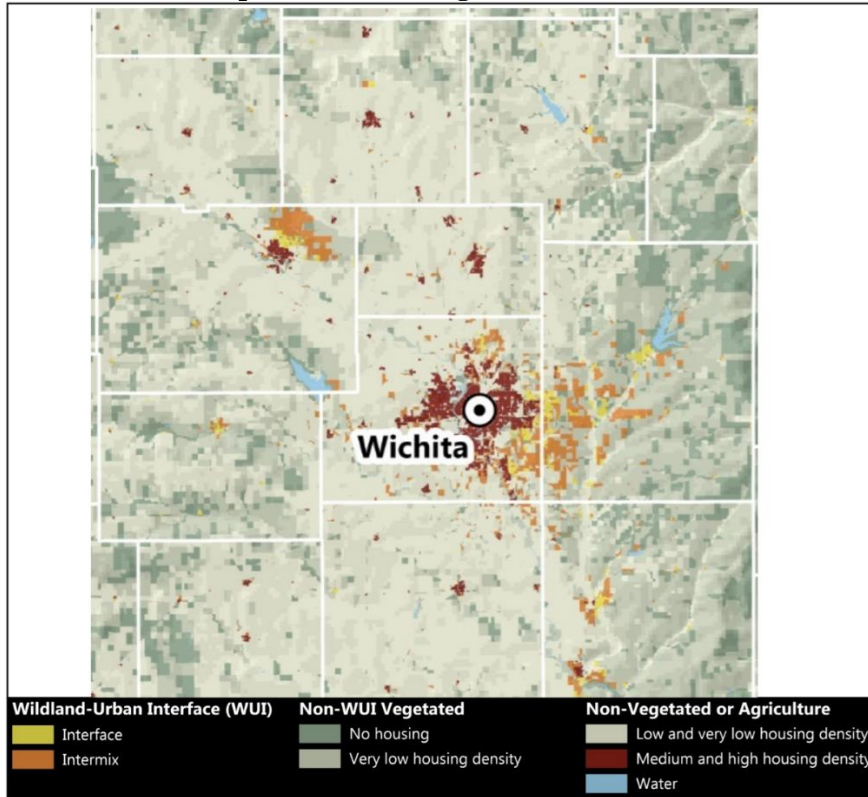 Wichita
Wildland-Urban Interface (WUI)
Interface
Intermix
Non-WUI Vegetated
No housing
Very low housing density
Non-Vegetated or Agriculture
Low and very low housing density
Medium and high housing density
Water